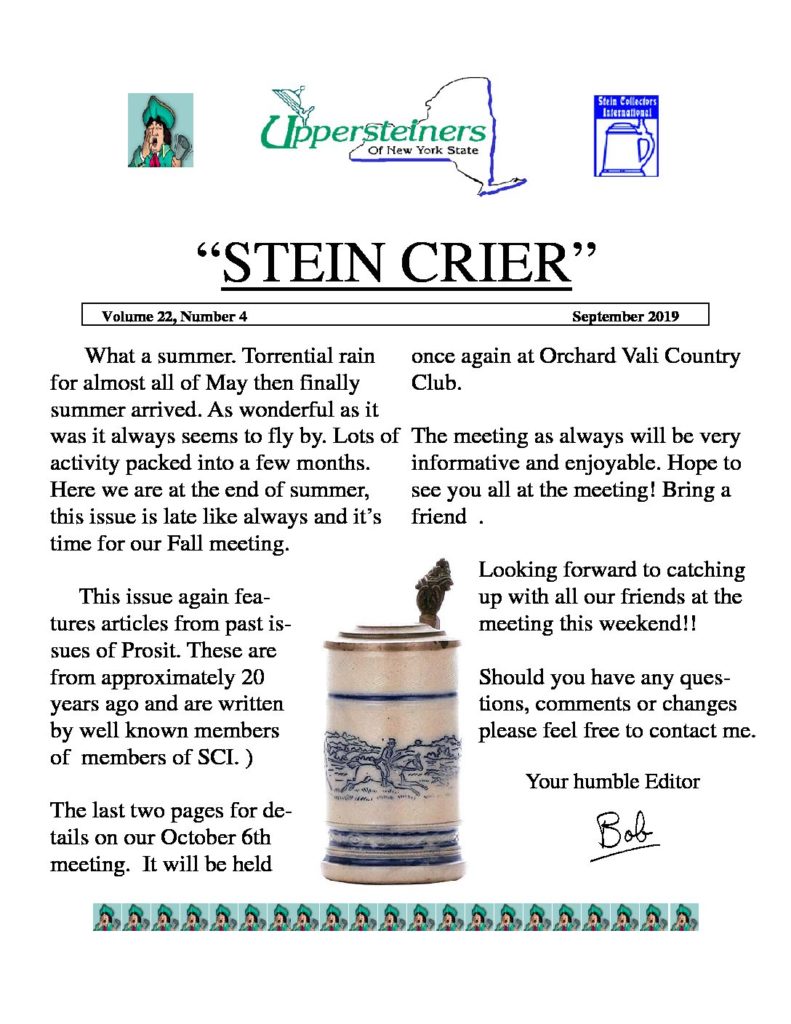 Uppersteiners
Of New York State
Stein Collectors
International
“STEIN CRIER”
Volume 22, Number 4 September 2019
What a summer. Torrential rain
for almost all of May then finally
summer arrived. As wonderful as it
was it always seems to fly by. Lots of
activity packed into a few months.
Here we are at the end of summer,
this issue is late like always and it’s
time for our Fall meeting.
This issue again fea-
tures articles from past is-
sues of Prosit. These are
from approximately 20
years ago and are written
by well known members
of  members of SCI. )
The last two pages for de-
tails on our October 6th
meeting.  It will be held
once again at Orchard Vali Country
Club.
The meeting as always will be very
informative and enjoyable. Hope to
see you all at the meeting! Bring a
friend  .
Looking forward to catching
up with all our friends at the
meeting this weekend!!
Should you have any ques-
tions, comments or changes
please feel free to contact me.
Your humble Editor
Bob